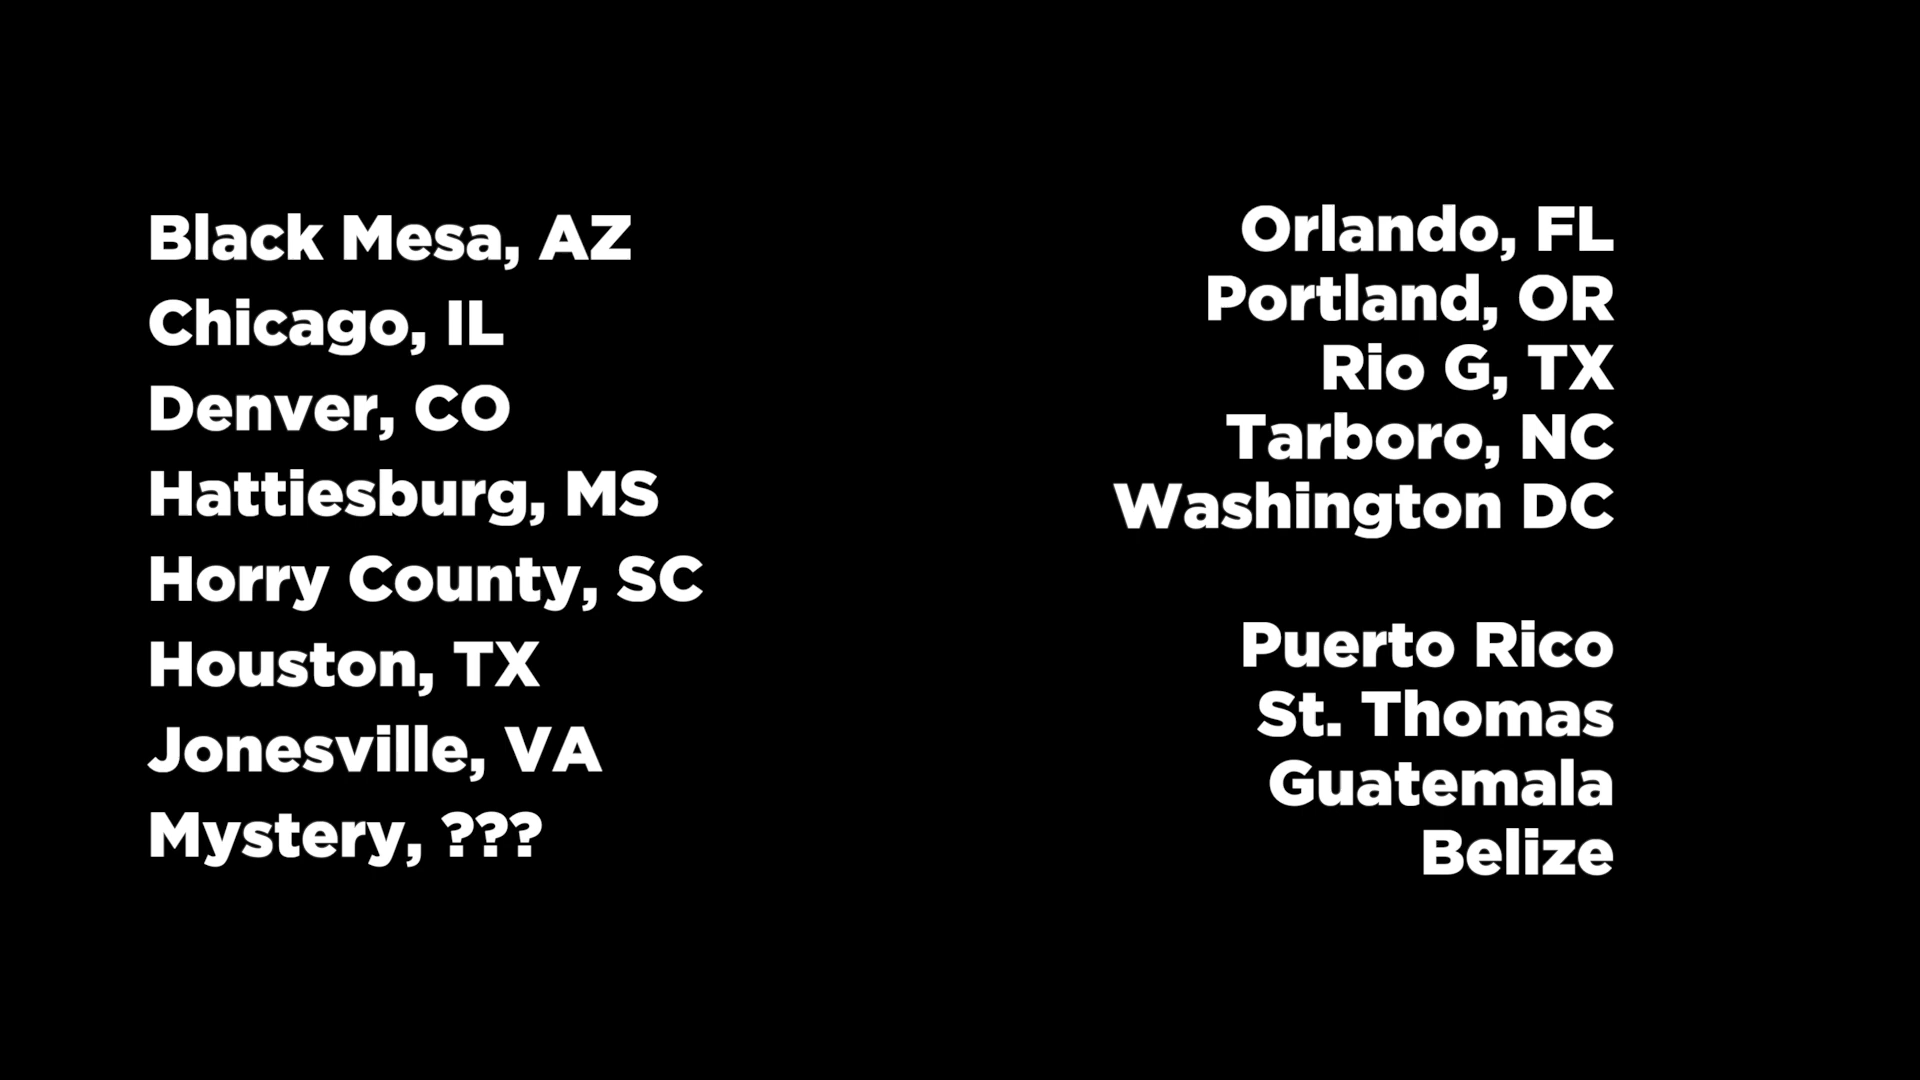 Black Mesa, AZ
Chicago, IL
Denver, CO
Hattiesburg, MS
Horry County, SC
Houston, TX
Jonesville, VA
Mystery, ???
Orlando, FL
Portland, OR
Rio G, TX
Tarboro, NC
Washington DC
Puerto Rico
St. Thomas
Guatemala
Belize